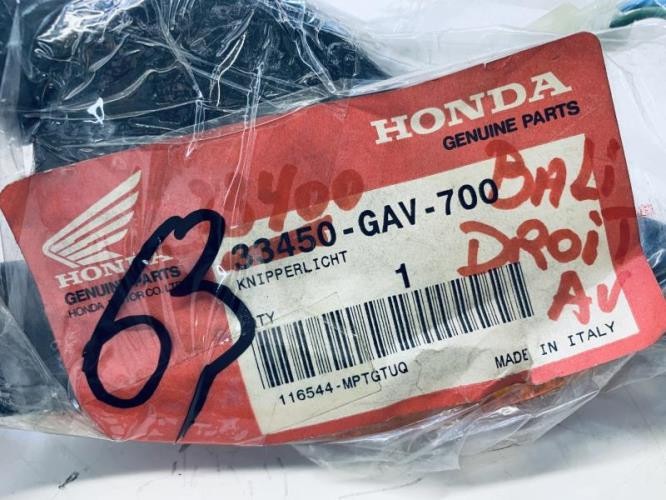 HONDA
GENUINE PARTS
HONDA
GENUINE PARTS
HONDA MOTOR CO., LTD.
33400
33450-GAV-700
KNIPPERLICHT
1
BALI
DROIT
AV
63
116544-MPTGTUQ
MADE IN ITALY